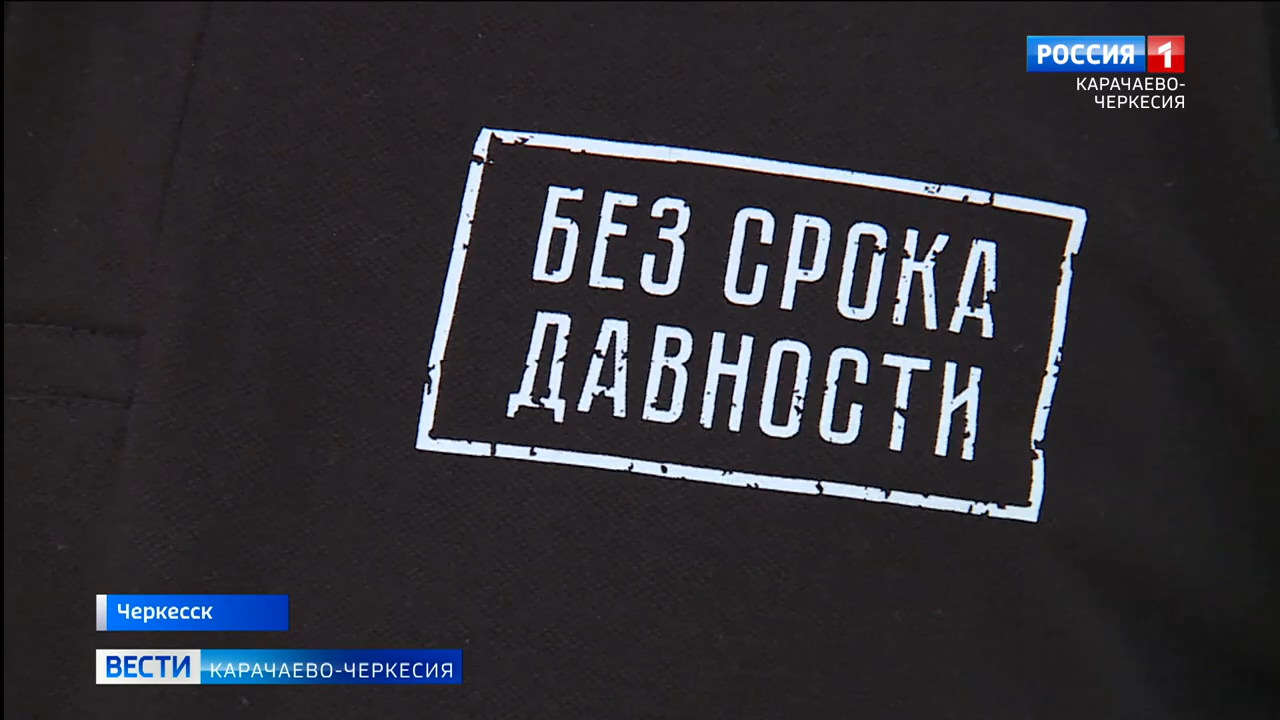 РОССИЯ 1
КАРАЧАЕВО-
ЧЕРКЕСИЯ
БЕЗ СРОКА
ДАВНОСТИ
Черкесск
ВЕСТИ КАРАЧАЕВО-ЧЕРКЕСИЯ